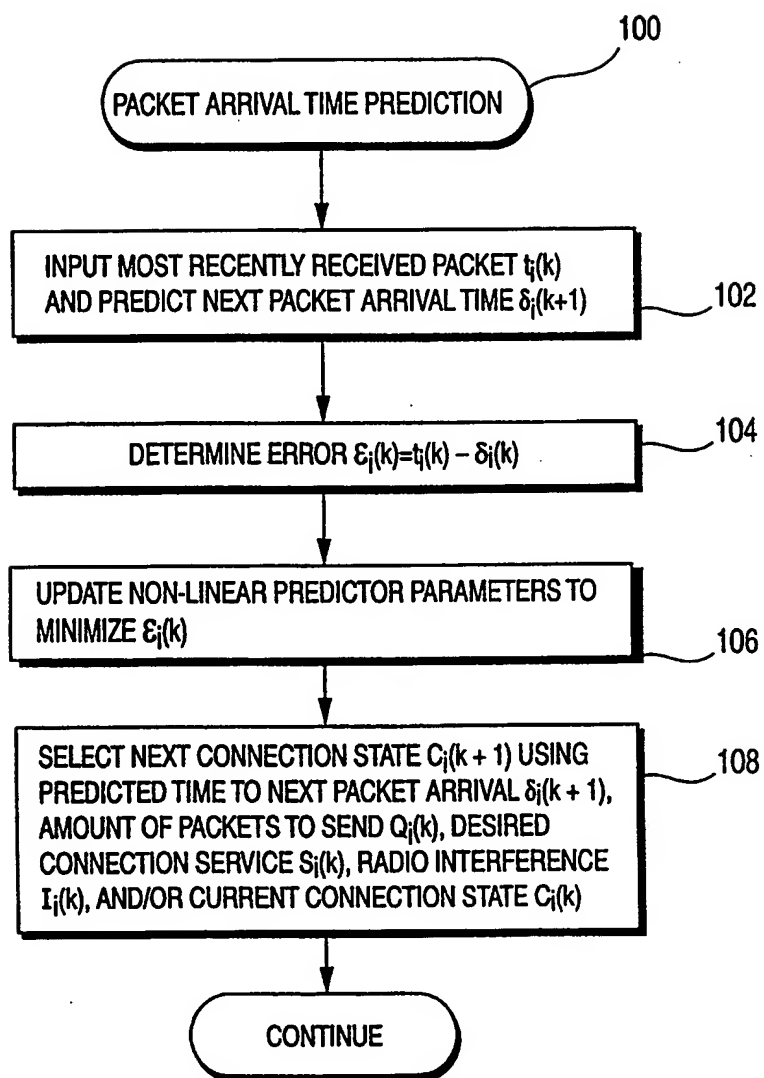 100
PACKET ARRIVAL TIME PREDICTION
INPUT MOST RECENTLY RECEIVED PACKET tᵢ(k)
AND PREDICT NEXT PACKET ARRIVAL TIME δᵢ(k+1)
102
DETERMINE ERROR εᵢ(k)=tᵢ(k) – δᵢ(k)
104
UPDATE NON-LINEAR PREDICTOR PARAMETERS TO
MINIMIZE εᵢ(k)
106
SELECT NEXT CONNECTION STATE Cᵢ(k + 1) USING
PREDICTED TIME TO NEXT PACKET ARRIVAL δᵢ(k + 1),
AMOUNT OF PACKETS TO SEND Qᵢ(k), DESIRED
CONNECTION SERVICE Sᵢ(k), RADIO INTERFERENCE
Iᵢ(k), AND/OR CURRENT CONNECTION STATE Cᵢ(k)
108
CONTINUE